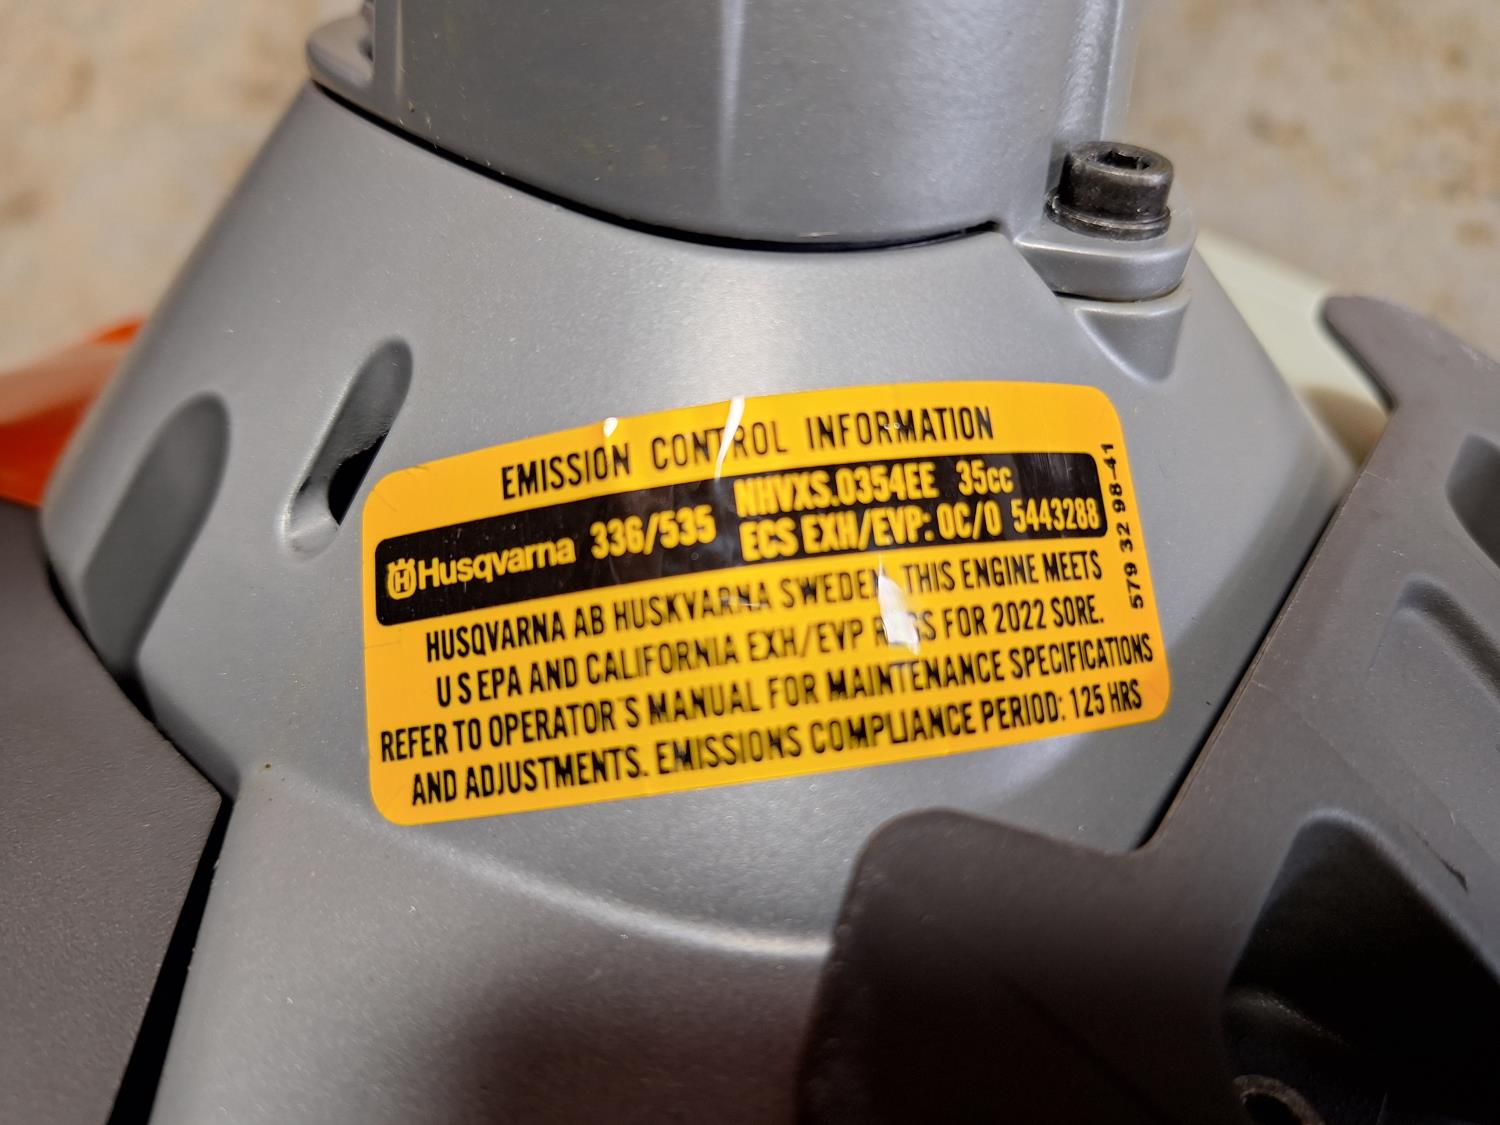 EMISSION CONTROL INFORMATION
Husqvarna 336/535
NHVXS.0354EE 35cc
ECS EXH/EVP: OC/0 5443288
HUSQVARNA AB HUSKVARNA SWEDEN THIS ENGINE MEETS
U S EPA AND CALIFORNIA EXH/EVP REGS FOR 2022 SORE.
REFER TO OPERATOR'S MANUAL FOR MAINTENANCE SPECIFICATIONS
AND ADJUSTMENTS. EMISSIONS COMPLIANCE PERIOD: 125 HRS
579 32 98-41